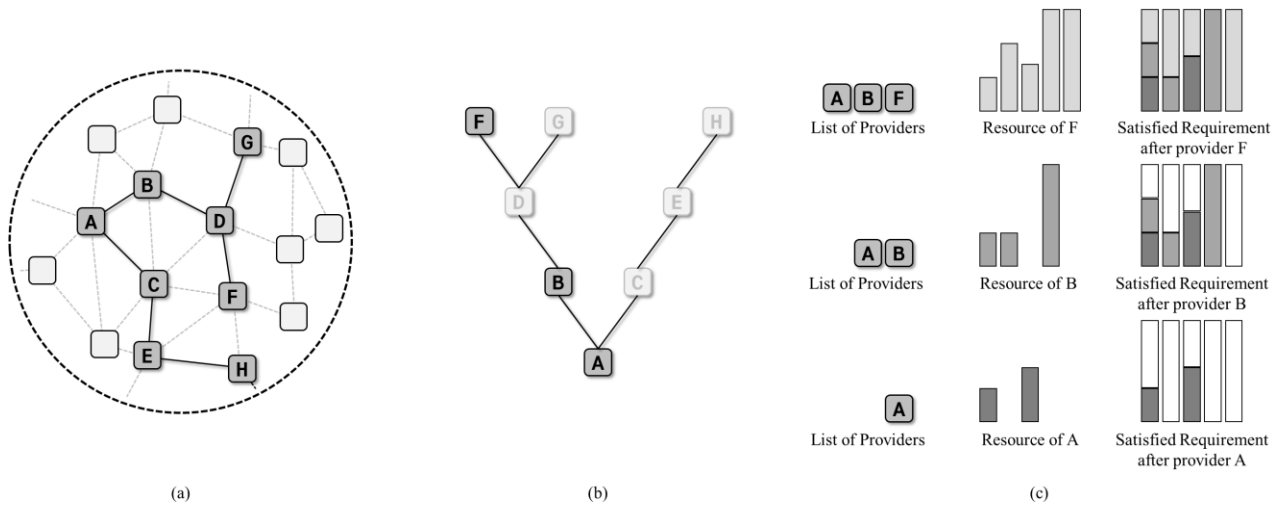 G
B
A
D
C
F
E
H
(a)
F
G
H
D
E
B
C
A
(b)
A B F
List of Providers
Resource of F
Satisfied Requirement
after provider F
A B
List of Providers
Resource of B
Satisfied Requirement
after provider B
A
List of Providers
Resource of A
Satisfied Requirement
after provider A
(c)